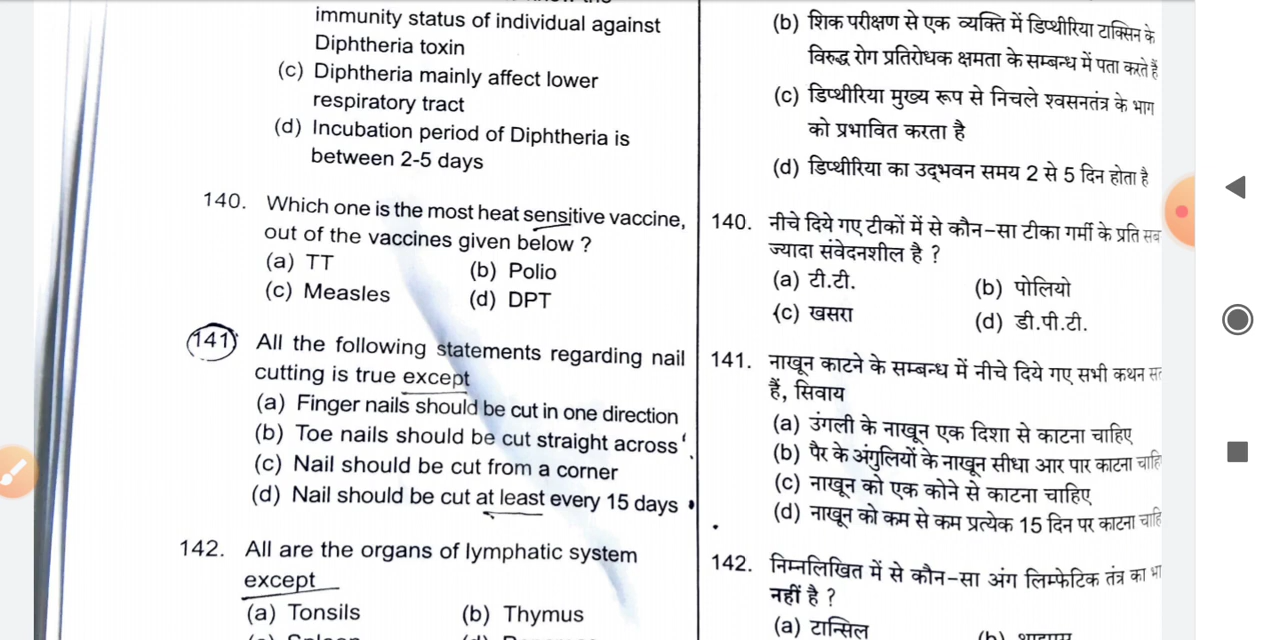 immunity status of individual against
Diphtheria toxin
(c) Diphtheria mainly affect lower
respiratory tract
(d) Incubation period of Diphtheria is
between 2-5 days
140. Which one is the most heat sensitive vaccine,
out of the vaccines given below ?
(a) TT
(b) Polio
(c) Measles
(d) DPT
141. All the following statements regarding nail
cutting is true except
(a) Finger nails should be cut in one direction
(b) Toe nails should be cut straight across
(c) Nail should be cut from a corner
(d) Nail should be cut at least every 15 days
142. All are the organs of lymphatic system
except
(a) Tonsils
(b) Thymus
(b) शिक परीक्षण से एक व्यक्ति में डिप्थीरिया टाक्सिन के
विरुद्ध रोग प्रतिरोधक क्षमता के सम्बन्ध में पता करते हैं
(c) डिप्थीरिया मुख्य रूप से निचले श्वसनतंत्र के भाग
को प्रभावित करता है
(d) डिप्थीरिया का उद्भवन समय 2 से 5 दिन होता है
140. नीचे दिये गए टीकों में से कौन-सा टीका गर्मी के प्रति
ज्यादा संवेदनशील है ?
(a) टी.टी.
(b) पोलियो
(c) खसरा
(d) डी.पी.टी.
141. नाखून काटने के सम्बन्ध में नीचे दिये गए सभी कथन
हैं, सिवाय
(a) उंगली के नाखून एक दिशा से काटना चाहिए
(b) पैर के अंगुलियों के नाखून सीधा आर पार काटना
(c) नाखून को एक कोने से काटना चाहिए
(d) नाखून को कम से कम प्रत्येक 15 दिन पर काटना
142. निम्नलिखित में से कौन-सा अंग लिम्फेटिक तंत्र का
नहीं है ?
(a) टान्सिल
(b)